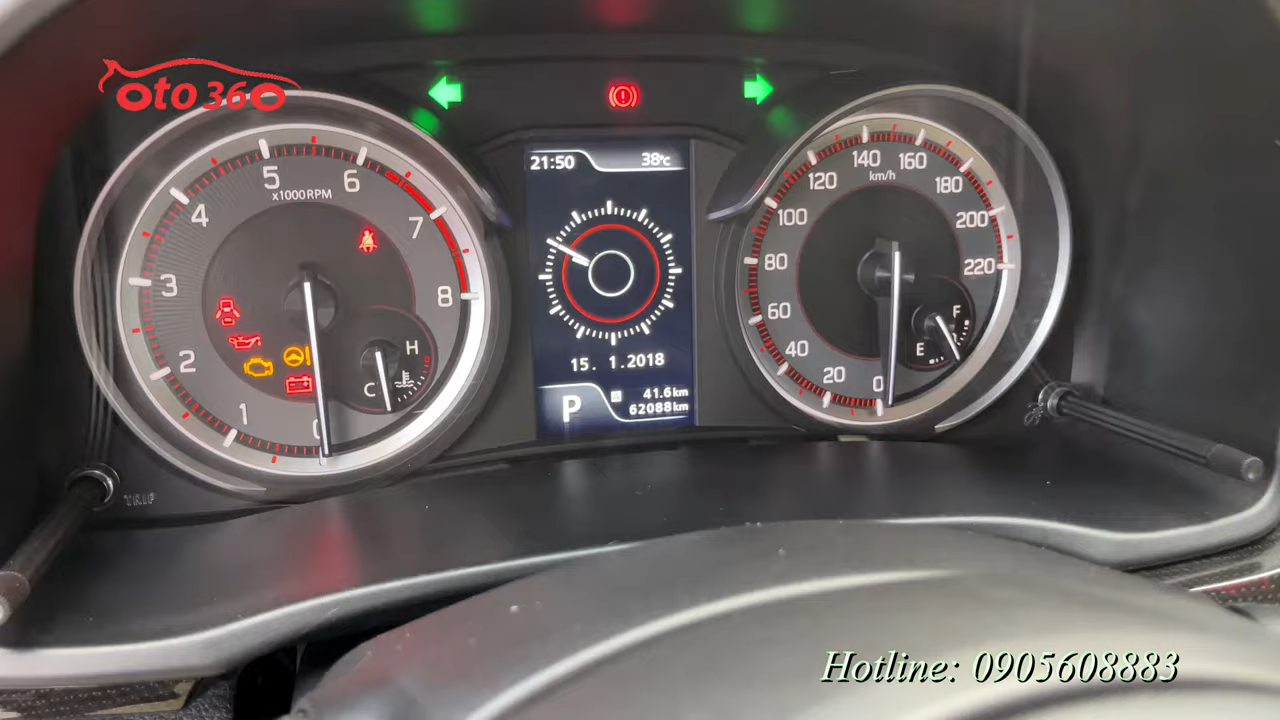 oto360
21:50 38°C
5 6
x1000RPM
4 7
3 8
2
1
0
H
C
15. 1.2018
P
A 41.6km
62088km
140 160
km/h
120 180
100 200
80 220
60
40
20 0
F
E
TRIP
Hotline: 0905608883